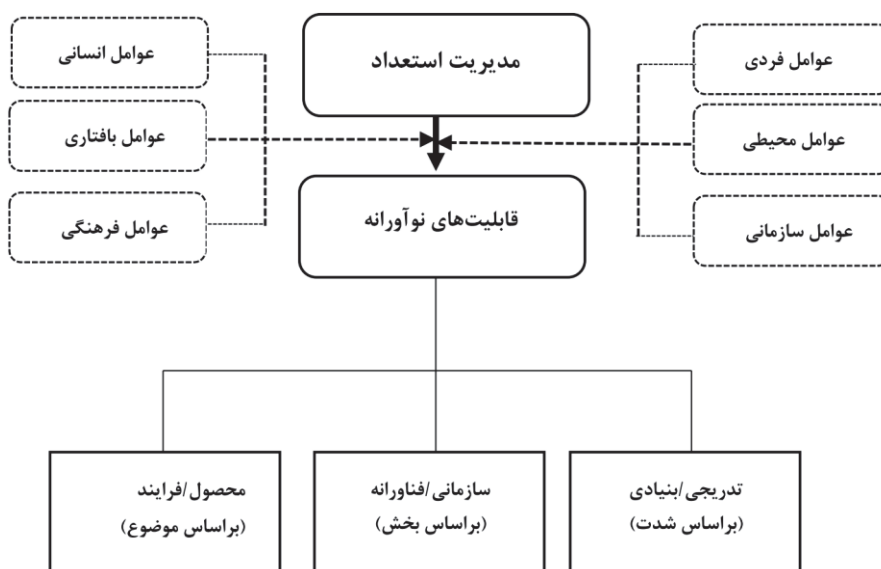 مدیریت استعداد
عوامل فردی
عوامل انسانی
عوامل محیطی
عوامل بافتاری
قابلیت‌های نوآورانه
عوامل سازمانی
عوامل فرهنگی
تدریجی/بنیادی
(براساس شدت)
سازمانی/فناورانه
(براساس بخش)
محصول/فرایند
(براساس موضوع)